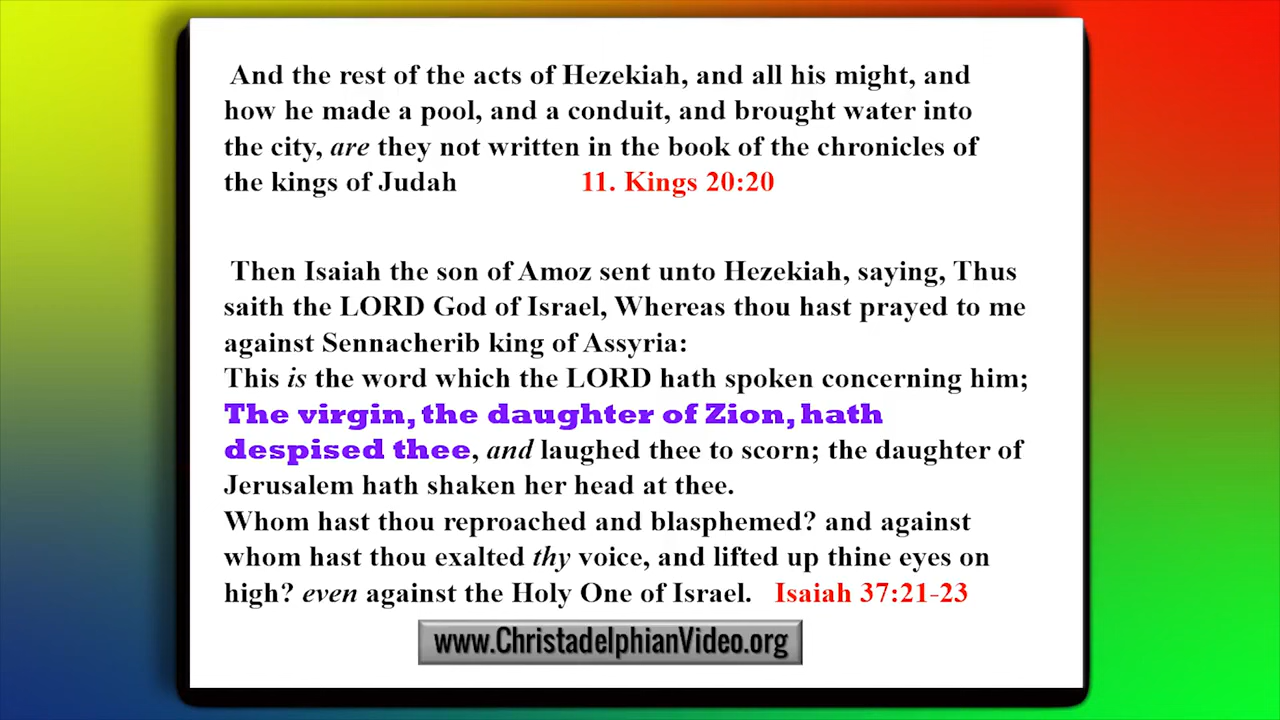 And the rest of the acts of Hezekiah, and all his might, and
how he made a pool, and a conduit, and brought water into
the city, are they not written in the book of the chronicles of
the kings of Judah 11. Kings 20:20
Then Isaiah the son of Amoz sent unto Hezekiah, saying, Thus
saith the LORD God of Israel, Whereas thou hast prayed to me
against Sennacherib king of Assyria:
This is the word which the LORD hath spoken concerning him;
The virgin, the daughter of Zion, hath
despised thee, and laughed thee to scorn; the daughter of
Jerusalem hath shaken her head at thee.
Whom hast thou reproached and blasphemed? and against
whom hast thou exalted thy voice, and lifted up thine eyes on
high? even against the Holy One of Israel. Isaiah 37:21-23
www.ChristadelphianVideo.org